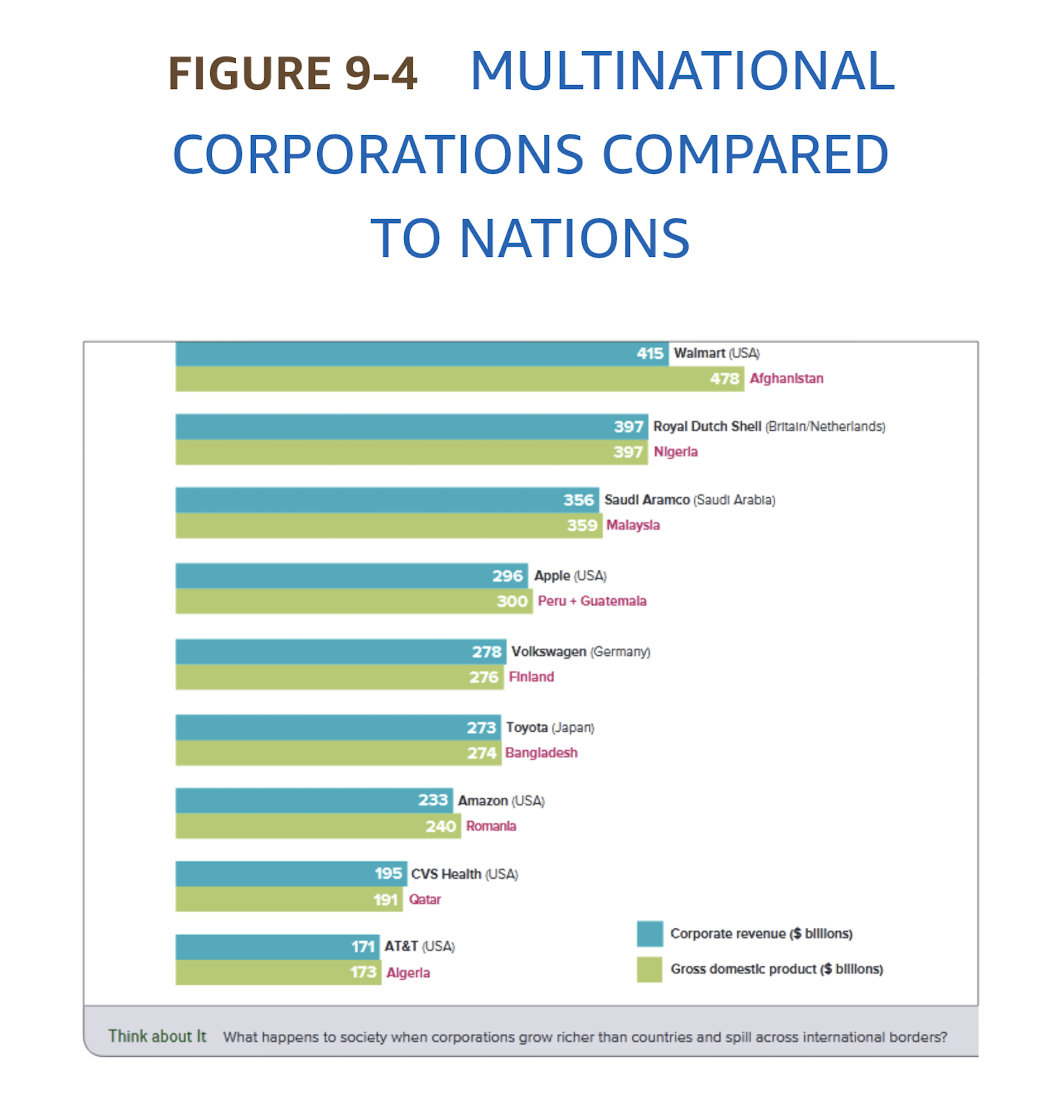 FIGURE 9-4 MULTINATIONAL
CORPORATIONS COMPARED
TO NATIONS
415 Walmart (USA)
478 Afghanistan
397 Royal Dutch Shell (Britain/Netherlands)
397 Nigeria
356 Saudi Aramco (Saudi Arabia)
359 Malaysia
296 Apple (USA)
300 Peru + Guatemala
278 Volkswagen (Germany)
276 Finland
273 Toyota (Japan)
274 Bangladesh
233 Amazon (USA)
240 Romania
195 CVS Health (USA)
191 Qatar
171 AT&T (USA)
173 Algeria
Corporate revenue ($ billions)
Gross domestic product ($ billions)
Think about It What happens to society when corporations grow richer than countries and spill across international borders?